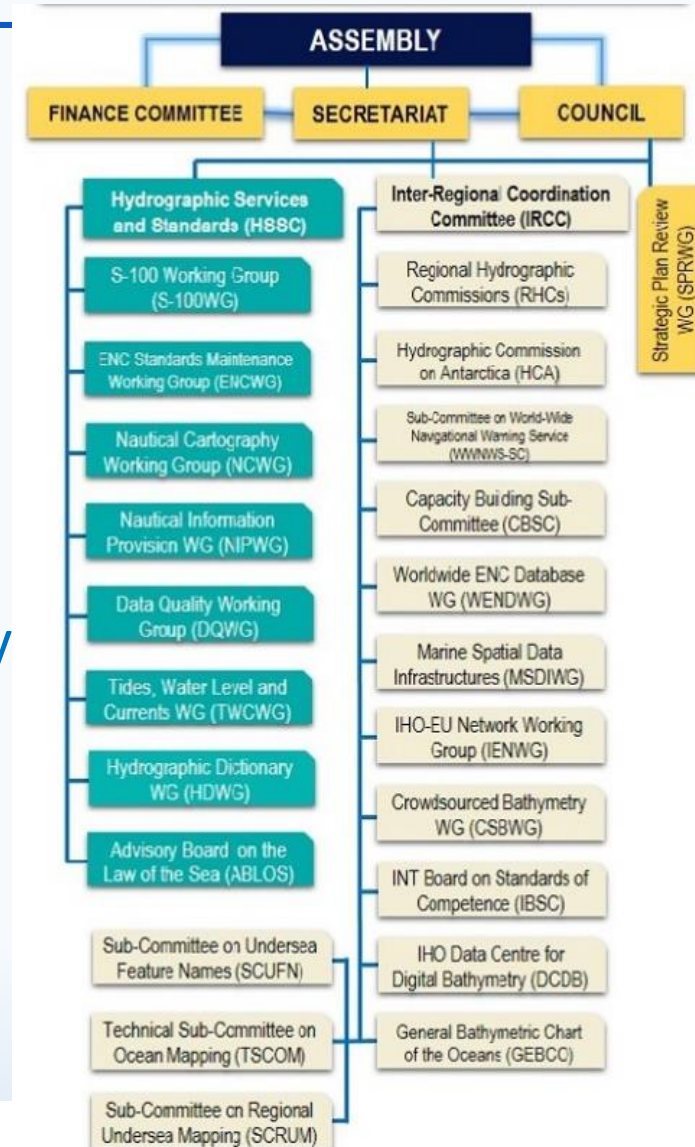 ASSEMBLY
FINANCE COMMITTEE
SECRETARIAT
COUNCIL
Hydrographic Services
and Standards (HSSC)
S-100 Working Group
(S-100WG)
ENC Standards Maintenance
Working Group (ENCWG)
Nautical Cartography
Working Group (NCWG)
Nautical Information
Provision WG (NIPWG)
Data Quality Working
Group (DQWG)
Tides, Water Level and
Currents WG (TWCWG)
Hydrographic Dictionary
WG (HDWG)
Advisory Board on the
Law of the Sea (ABLOS)
Inter-Regional Coordination
Committee (IRCC)
Regional Hydrographic
Commissions (RHCs)
Hydrographic Commission
on Antarctica (HCA)
Sub-Committee on World-Wide
Navigational Warning Service
(WWNWS-SC)
Capacity Building Sub-
Committee (CBSC)
Worldwide ENC Database
WG (WENDWG)
Marine Spatial Data
Infrastructures (MSDIWG)
IHO-EU Network Working
Group (IENWG)
Crowdsourced Bathymetry
WG (CSBWG)
INT Board on Standards of
Competence (IBSC)
IHO Data Centre for
Digital Bathymetry (DCDB)
General Bathymetric Chart
of the Oceans (GEBCO)
Sub-Committee on Undersea
Feature Names (SCUFN)
Technical Sub-Committee on
Ocean Mapping (TSCOM)
Sub-Committee on Regional
Undersea Mapping (SCRUM)
Strategic Plan Review
WG (SPRWG)